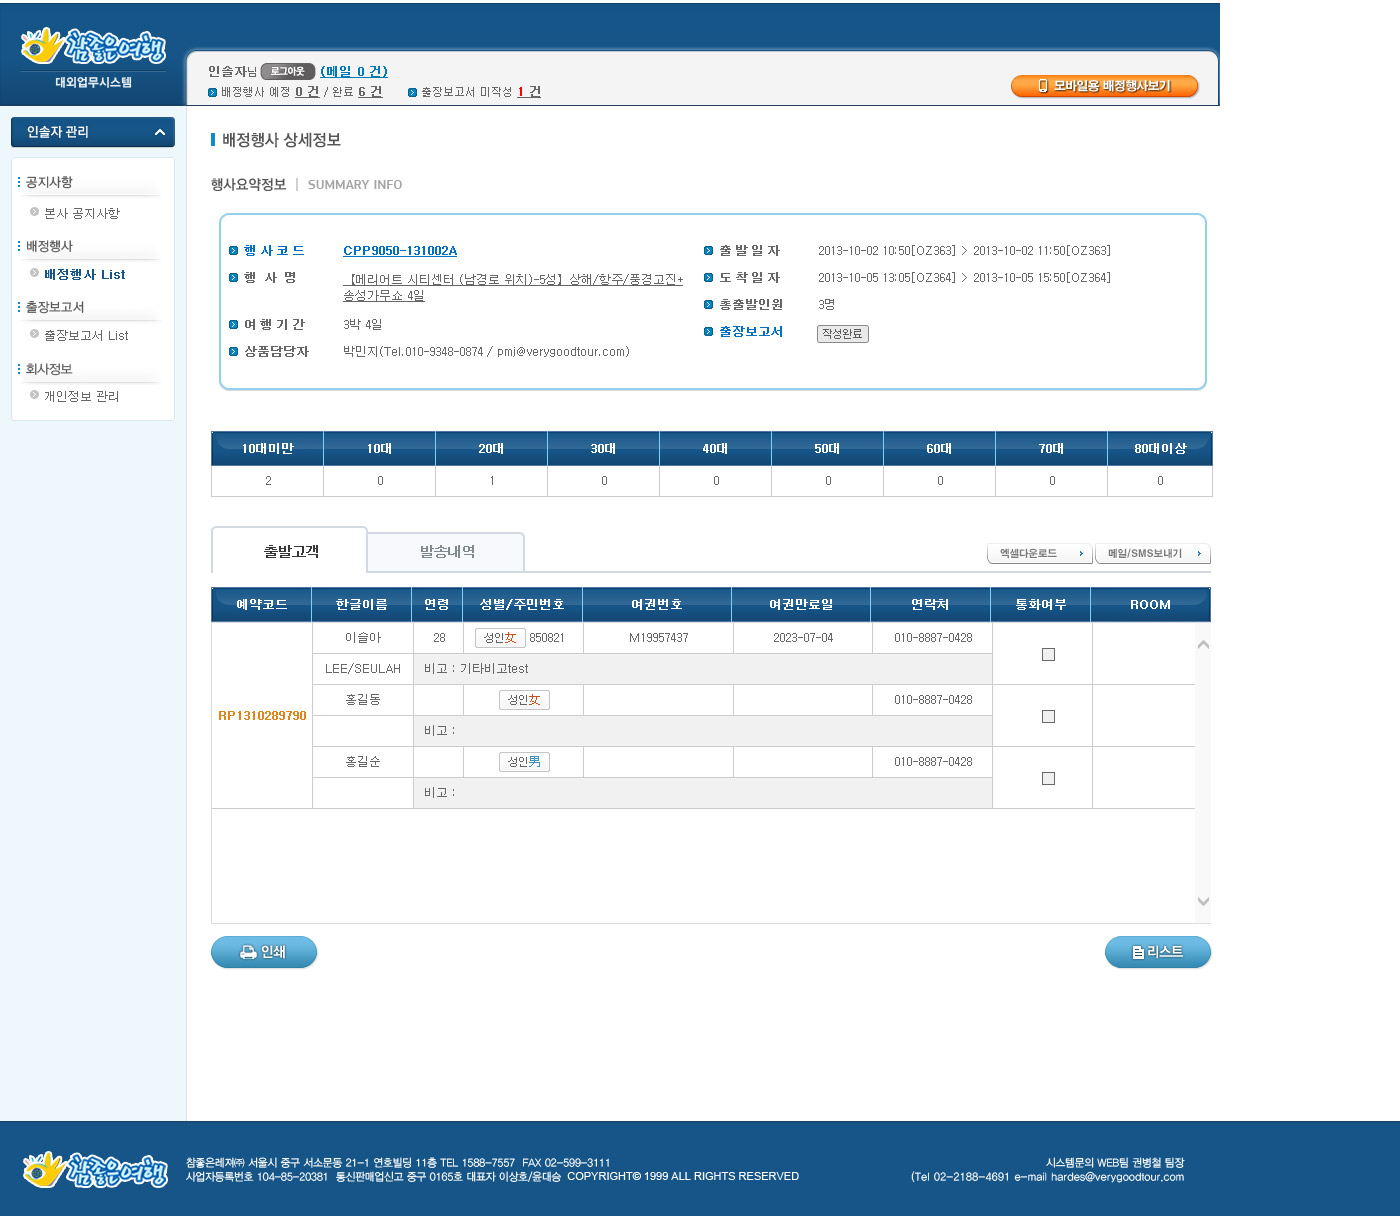 참좋은여행
대외업무시스템
인솔자님 로그아웃 (메일 0 건)
배정행사 예정 0 건 / 완료 6 건 출장보고서 미작성 1 건
모바일용 배정행사보기
인솔자 관리
공지사항
본사 공지사항
배정행사
배정행사 List
출장보고서
출장보고서 List
회사정보
개인정보 관리
배정행사 상세정보
행사요약정보 | SUMMARY INFO
행 사 코 드 CPP9050-131002A
행 사 명 【메리어트 시티센터 (남경로 위치)-5성】상해/항주/풍경고진+
송성가무쇼 4일
여 행 기 간 3박 4일
상품담당자 박민지(Tel.010-9348-0874 / pmj@verygoodtour.com)
출 발 일 자 2013-10-02 10:50[OZ363] > 2013-10-02 11:50[OZ363]
도 착 일 자 2013-10-05 13:05[OZ364] > 2013-10-05 15:50[OZ364]
총출발인원 3명
출장보고서 작성완료
10대미만 10대 20대 30대 40대 50대 60대 70대 80대이상
2 0 1 0 0 0 0 0 0
출발고객 발송내역 엑셀다운로드 메일/SMS보내기
예약코드 한글이름 연령 성별/주민번호 여권번호 여권만료일 연락처 통화여부 ROOM
이슬아 28 성인女 850821 M19957437 2023-07-04 010-8887-0428
LEE/SEULAH 비고 : 기타비고test
홍길동 성인女 010-8887-0428
RP1310289790
비고 :
홍길순 성인男 010-8887-0428
비고 :
인쇄
리스트
참좋은여행
참좋은레져㈜ 서울시 중구 서소문동 21-1 연호빌딩 11층 TEL 1588-7557 FAX 02-599-3111
사업자등록번호 104-85-20381 통신판매업신고 중구 0165호 대표자 이상호/윤대승 COPYRIGHT© 1999 ALL RIGHTS RESERVED
시스템문의 WEB팀 권병철 팀장
(Tel 02-2188-4691 e-mail hardes@verygoodtour.com